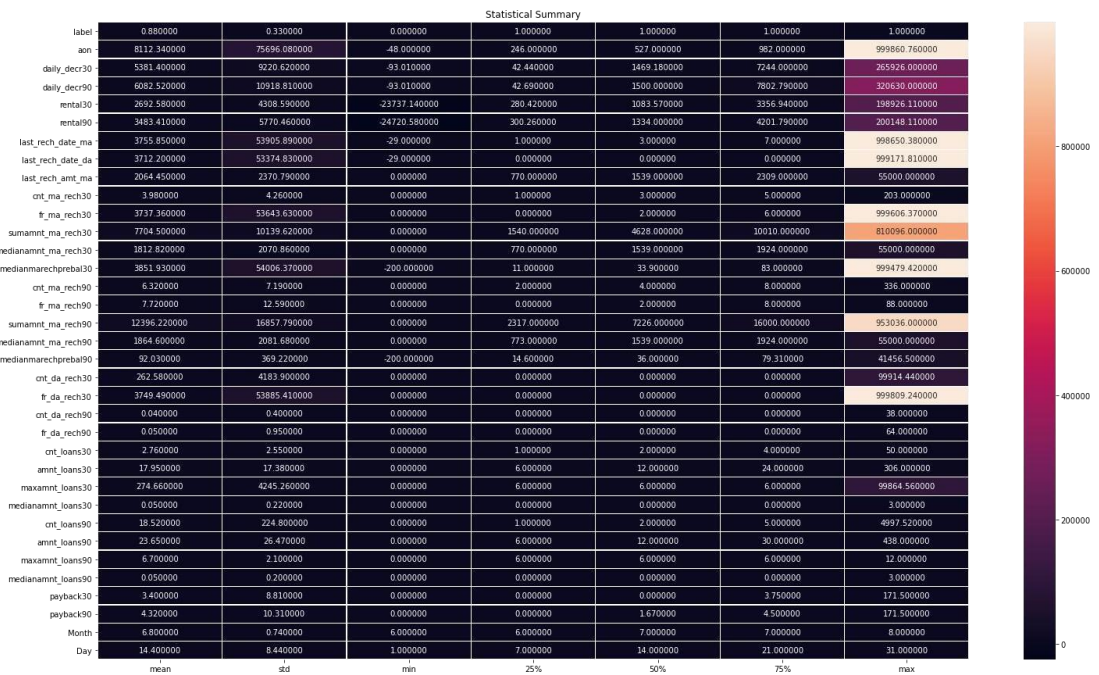 Statistical Summary
label 0.880000 0.330000 0.000000 1.000000 1.000000 1.000000 1.000000
aon 8112.340000 75696.080000 -48.000000 246.000000 527.000000 982.000000 999860.760000
daily_decr30 5381.400000 9220.620000 -93.010000 42.440000 1469.180000 7244.000000 265926.000000
daily_decr90 6082.520000 10918.810000 -93.010000 42.690000 1500.000000 7802.790000 320630.000000
rental30 2692.580000 4308.590000 -23737.140000 280.420000 1083.570000 3356.940000 198926.110000
rental90 3483.410000 5770.460000 -24720.580000 300.260000 1334.000000 4201.790000 200148.110000
last_rech_date_ma 3755.850000 53905.890000 -29.000000 1.000000 3.000000 7.000000 998650.380000
last_rech_date_da 3712.200000 53374.830000 -29.000000 0.000000 0.000000 0.000000 999171.810000
last_rech_amt_ma 2064.450000 2370.790000 0.000000 770.000000 1539.000000 2309.000000 55000.000000
cnt_ma_rech30 3.980000 4.260000 0.000000 1.000000 3.000000 5.000000 203.000000
fr_ma_rech30 3737.360000 53643.630000 0.000000 0.000000 2.000000 6.000000 999606.370000
sumamnt_ma_rech30 7704.500000 10139.620000 0.000000 1540.000000 4628.000000 10010.000000 810096.000000
medianamnt_ma_rech30 1812.820000 2070.860000 0.000000 770.000000 1539.000000 1924.000000 55000.000000
medianmarechprebal30 3851.930000 54006.370000 -200.000000 11.000000 33.900000 83.000000 999479.420000
cnt_ma_rech90 6.320000 7.190000 0.000000 2.000000 4.000000 8.000000 336.000000
fr_ma_rech90 7.720000 12.590000 0.000000 0.000000 2.000000 8.000000 88.000000
sumamnt_ma_rech90 12396.220000 16857.790000 0.000000 2317.000000 7226.000000 16000.000000 953036.000000
medianamnt_ma_rech90 1864.600000 2081.680000 0.000000 773.000000 1539.000000 1924.000000 55000.000000
medianmarechprebal90 92.030000 369.220000 -200.000000 14.600000 36.000000 79.310000 41456.500000
cnt_da_rech30 262.580000 4183.900000 0.000000 0.000000 0.000000 0.000000 99914.440000
fr_da_rech30 3749.490000 53885.410000 0.000000 0.000000 0.000000 0.000000 999809.240000
cnt_da_rech90 0.040000 0.400000 0.000000 0.000000 0.000000 0.000000 38.000000
fr_da_rech90 0.050000 0.950000 0.000000 0.000000 0.000000 0.000000 64.000000
cnt_loans30 2.760000 2.550000 0.000000 1.000000 2.000000 4.000000 50.000000
amnt_loans30 17.950000 17.380000 0.000000 6.000000 12.000000 24.000000 306.000000
maxamnt_loans30 274.660000 4245.260000 0.000000 6.000000 6.000000 6.000000 99864.560000
medianamnt_loans30 0.050000 0.220000 0.000000 0.000000 0.000000 0.000000 3.000000
cnt_loans90 18.520000 224.800000 0.000000 1.000000 2.000000 5.000000 4997.520000
amnt_loans90 23.650000 26.470000 0.000000 6.000000 12.000000 30.000000 438.000000
maxamnt_loans90 6.700000 2.100000 0.000000 6.000000 6.000000 6.000000 12.000000
medianamnt_loans90 0.050000 0.200000 0.000000 0.000000 0.000000 0.000000 3.000000
payback30 3.400000 8.810000 0.000000 0.000000 0.000000 3.750000 171.500000
payback90 4.320000 10.310000 0.000000 0.000000 1.670000 4.500000 171.500000
Month 6.800000 0.740000 6.000000 6.000000 7.000000 7.000000 8.000000
Day 14.400000 8.440000 1.000000 7.000000 14.000000 21.000000 31.000000
mean std min 25% 50% 75% max
800000
600000
400000
200000
0